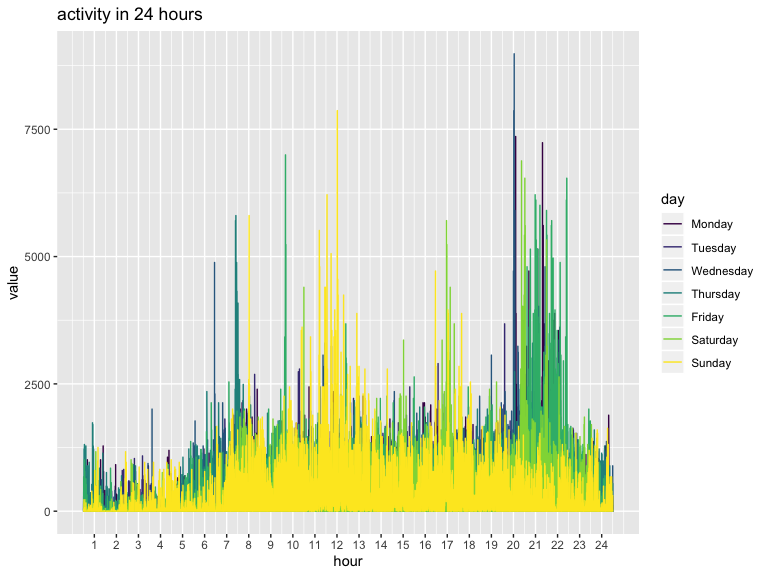 activity in 24 hours
value
7500
5000
2500
0
1 2 3 4 5 6 7 8 9 10 11 12 13 14 15 16 17 18 19 20 21 22 23 24
hour
day
Monday
Tuesday
Wednesday
Thursday
Friday
Saturday
Sunday